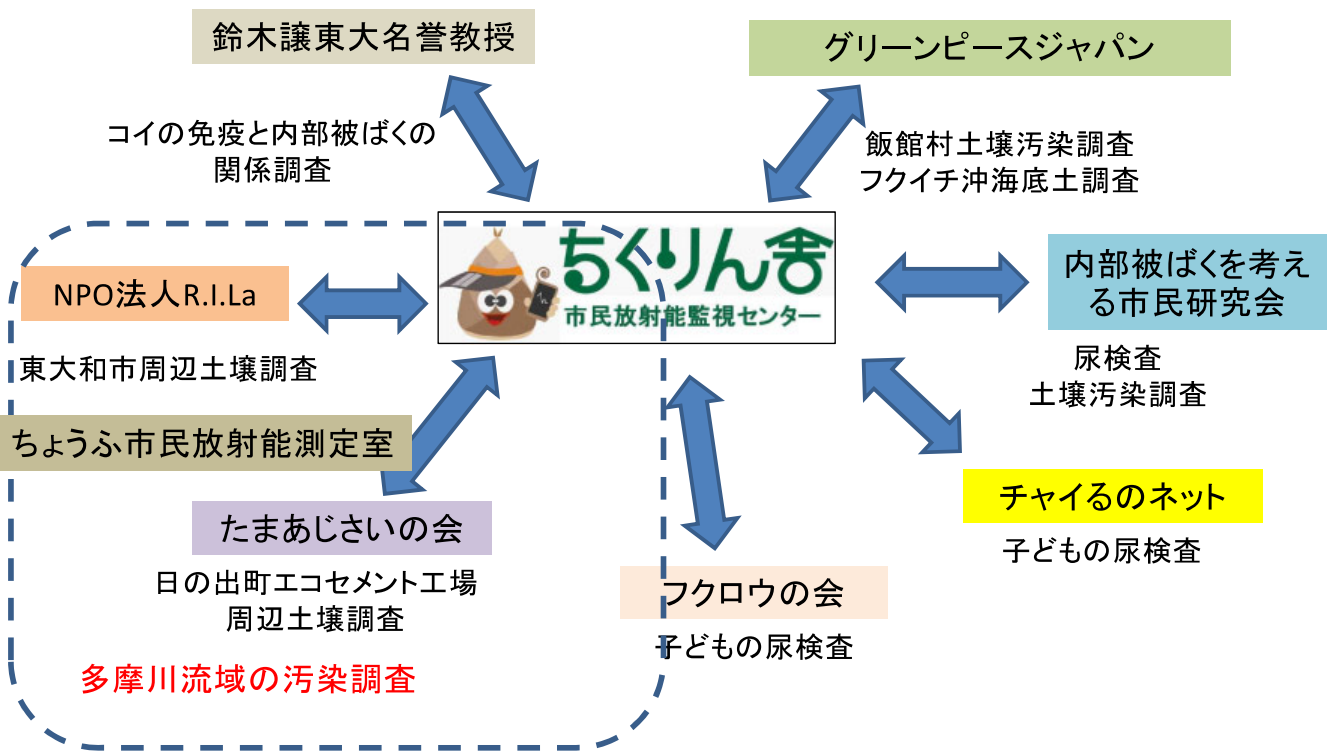 鈴木譲東大名誉教授
グリーンピースジャパン
コイの免疫と内部被ばくの
関係調査
飯館村土壌汚染調査
フクイチ沖海底土調査
ちくりん舎
市民放射能監視センター
NPO法人R.I.La
東大和市周辺土壌調査
内部被ばくを考え
る市民研究会
尿検査
土壌汚染調査
ちょうふ市民放射能測定室
たまあじさいの会
日の出町エコセメント工場
周辺土壌調査
チャイるのネット
子どもの尿検査
フクロウの会
子どもの尿検査
多摩川流域の汚染調査